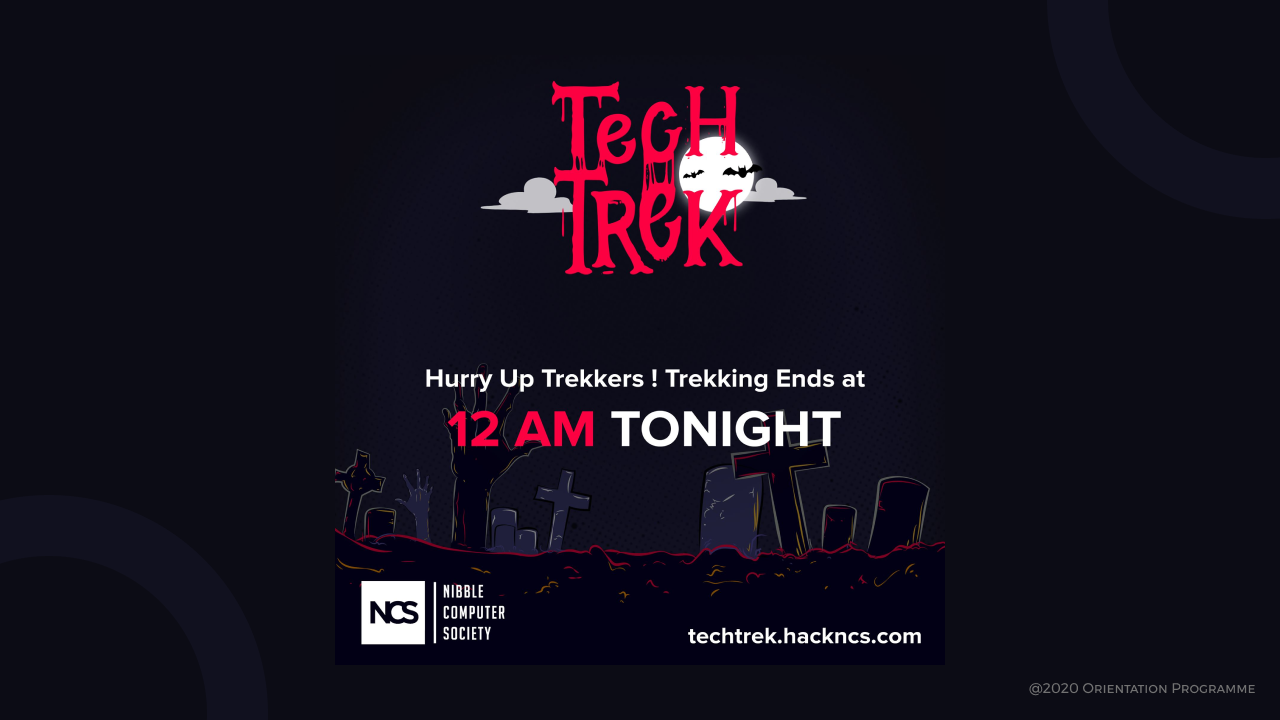 TecH
TReK
Hurry Up Trekkers ! Trekking Ends at
12 AM TONIGHT
NCS
NIBBLE
COMPUTER
SOCIETY
techtrek.hackncs.com
@2020 Orientation Programme